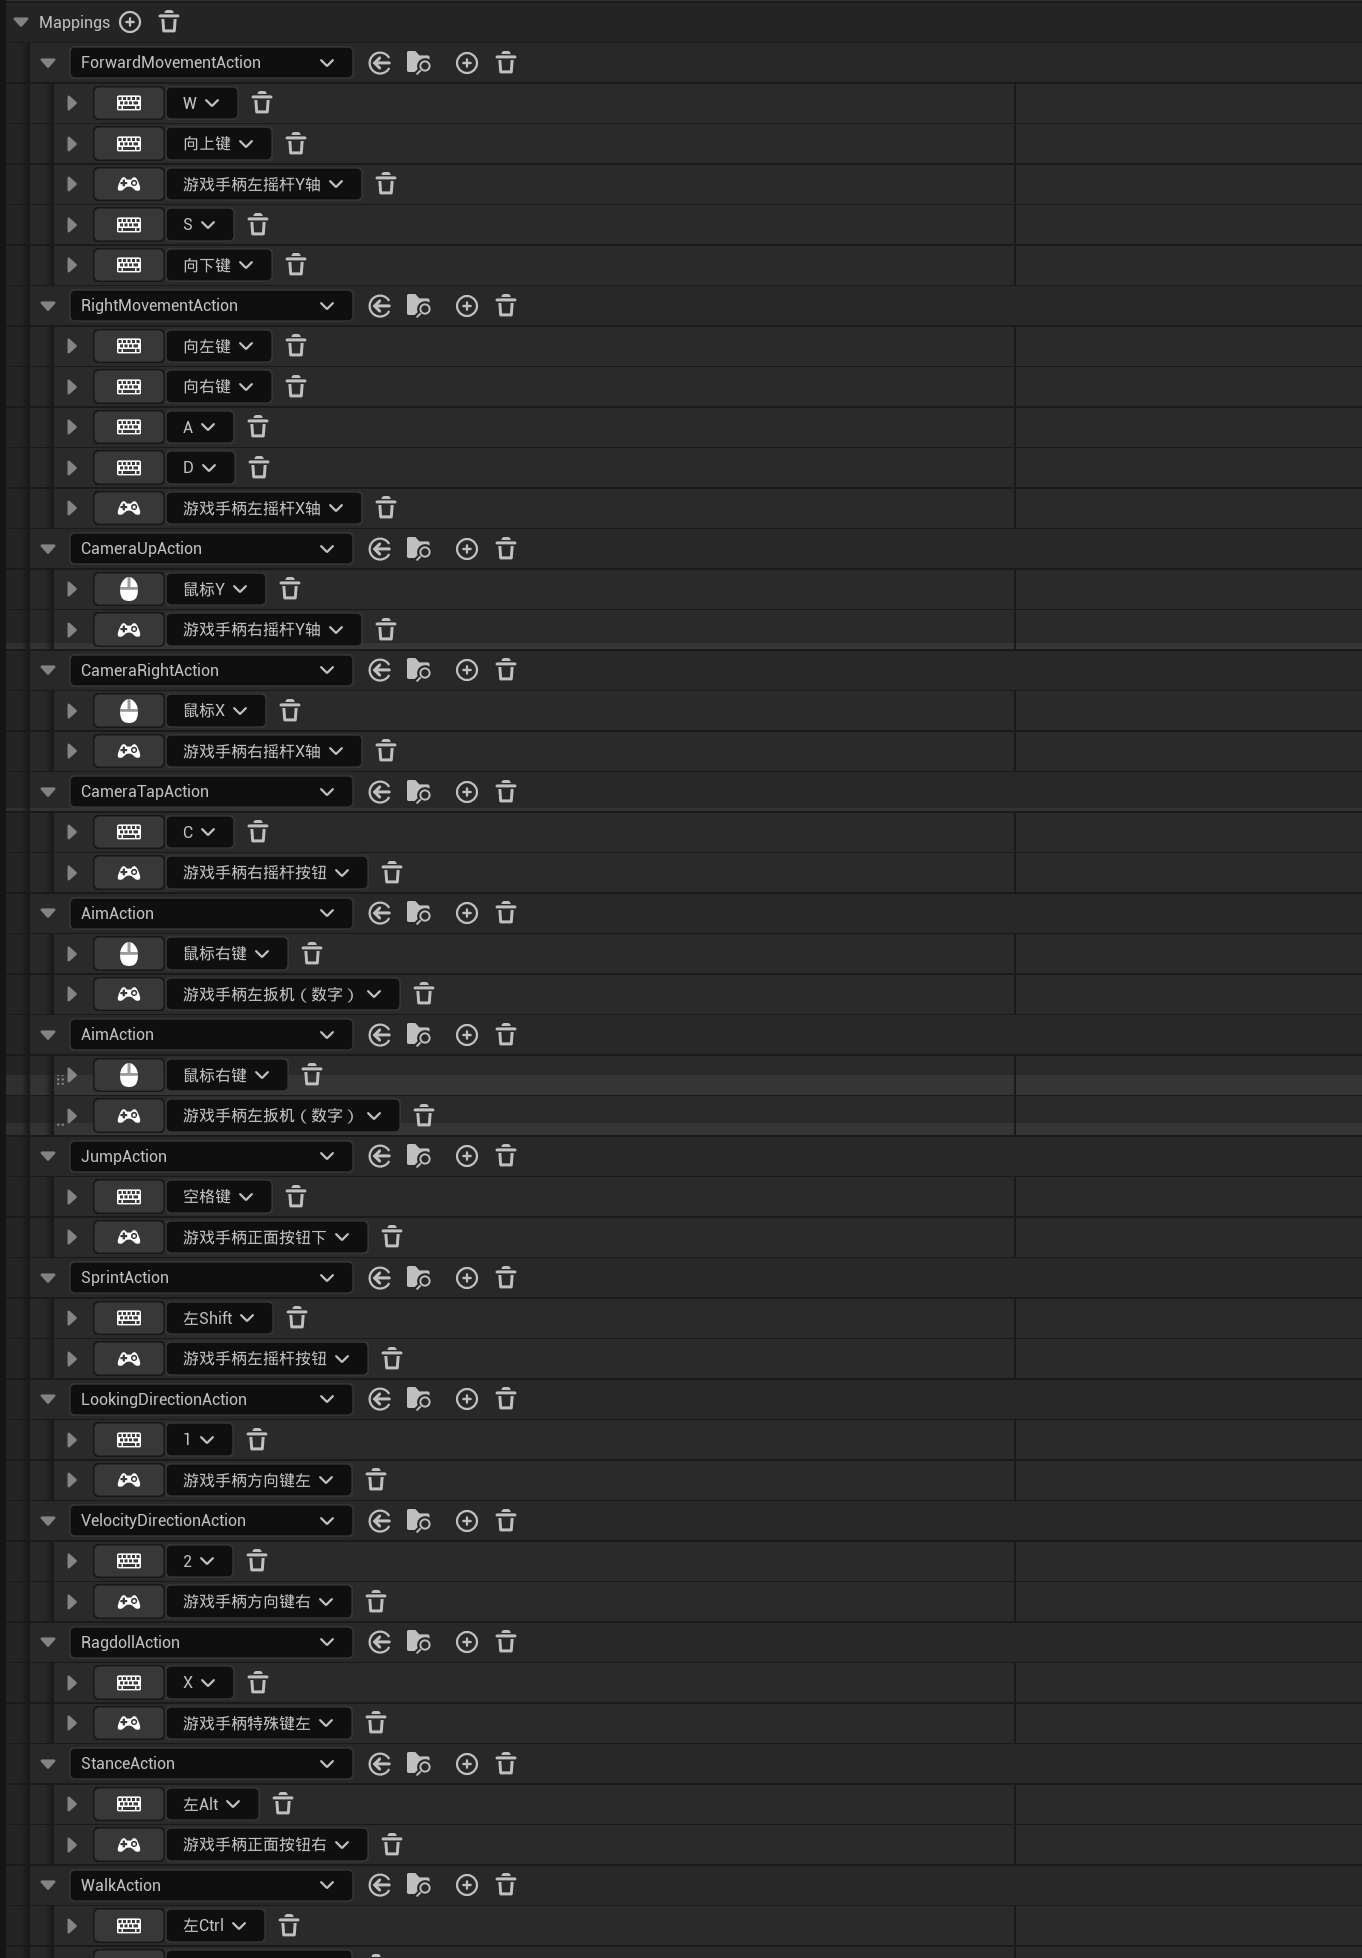 Mappings
ForwardMovementAction
W
向上键
游戏手柄左摇杆Y轴
S
向下键
RightMovementAction
向左键
向右键
A
D
游戏手柄左摇杆X轴
CameraUpAction
鼠标Y
游戏手柄右摇杆Y轴
CameraRightAction
鼠标X
游戏手柄右摇杆X轴
CameraTapAction
C
游戏手柄右摇杆按钮
AimAction
鼠标右键
游戏手柄左扳机（数字）
AimAction
鼠标右键
游戏手柄左扳机（数字）
JumpAction
空格键
游戏手柄正面按钮下
SprintAction
左Shift
游戏手柄左摇杆按钮
LookingDirectionAction
1
游戏手柄方向键左
VelocityDirectionAction
2
游戏手柄方向键右
RagdollAction
X
游戏手柄特殊键左
StanceAction
左Alt
游戏手柄正面按钮右
WalkAction
左Ctrl